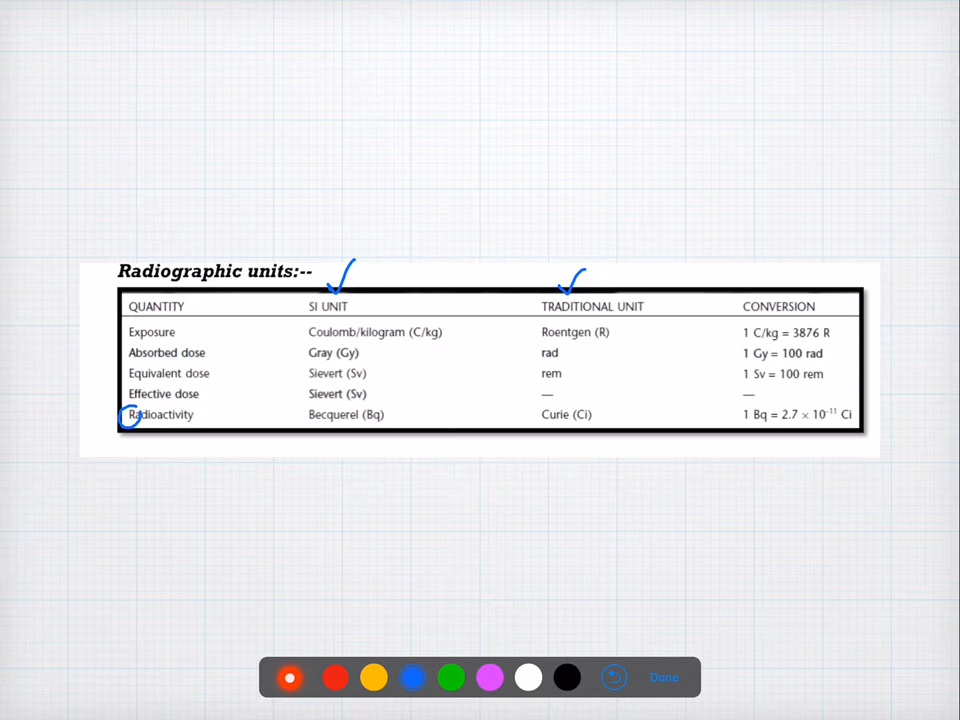 Radiographic units:--
QUANTITY SI UNIT TRADITIONAL UNIT CONVERSION
Exposure Coulomb/kilogram (C/kg) Roentgen (R) 1 C/kg = 3876 R
Absorbed dose Gray (Gy) rad 1 Gy = 100 rad
Equivalent dose Sievert (Sv) rem 1 Sv = 100 rem
Effective dose Sievert (Sv) — —
Radioactivity Becquerel (Bq) Curie (Ci) 1 Bq = 2.7 × 10⁻¹¹ Ci
Done